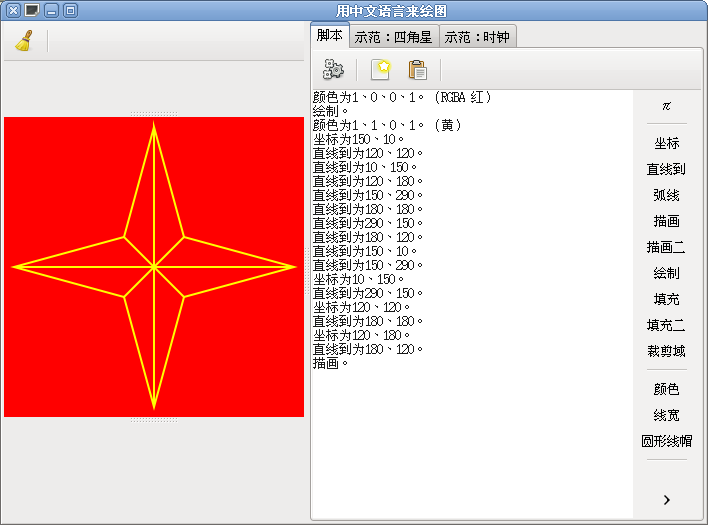 用中文语言来绘图
脚本
示范：四角星
示范：时钟
颜色为1、0、0、1。（RGBA 红）
绘制。
颜色为1、1、0、1。（黄）
坐标为150、10。
直线到为120、120。
直线到为10、150。
直线到为120、180。
直线到为150、290。
直线到为180、180。
直线到为290、150。
直线到为180、120。
直线到为150、10。
直线到为150、290。
坐标为10、150。
直线到为290、150。
坐标为120、120。
直线到为180、180。
坐标为120、180。
直线到为180、120。
描画。
π
坐标
直线到
弧线
描画
描画二
绘制
填充
填充二
裁剪域
颜色
线宽
圆形线帽